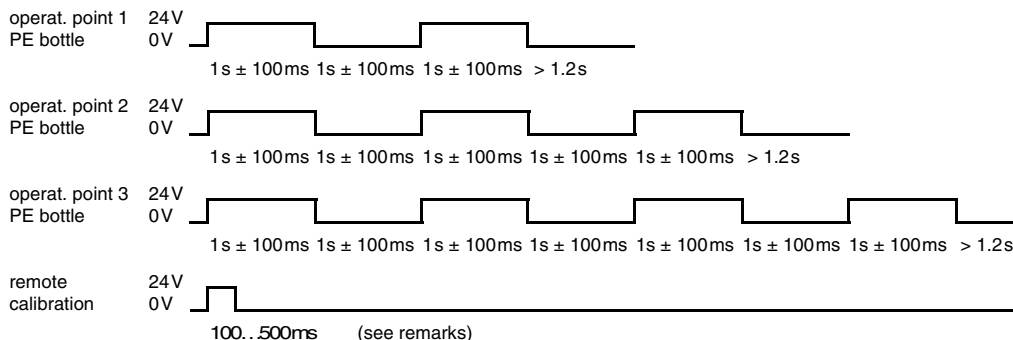 operat. point 1 24V
PE bottle 0V
1s ± 100ms 1s ± 100ms 1s ± 100ms > 1.2s
operat. point 2 24V
PE bottle 0V
1s ± 100ms 1s ± 100ms 1s ± 100ms 1s ± 100ms 1s ± 100ms > 1.2s
operat. point 3 24V
PE bottle 0V
1s ± 100ms 1s ± 100ms 1s ± 100ms 1s ± 100ms 1s ± 100ms 1s ± 100ms 1s ± 100ms > 1.2s
remote 24V
calibration 0V
100...500ms (see remarks)